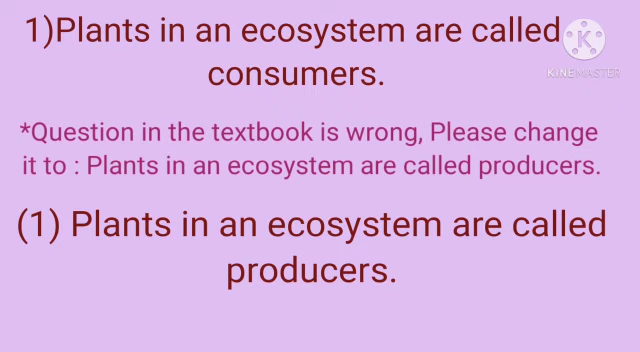 1)Plants in an ecosystem are called
consumers.
K
KINEMASTER
*Question in the textbook is wrong, Please change
it to : Plants in an ecosystem are called producers.
(1) Plants in an ecosystem are called
producers.